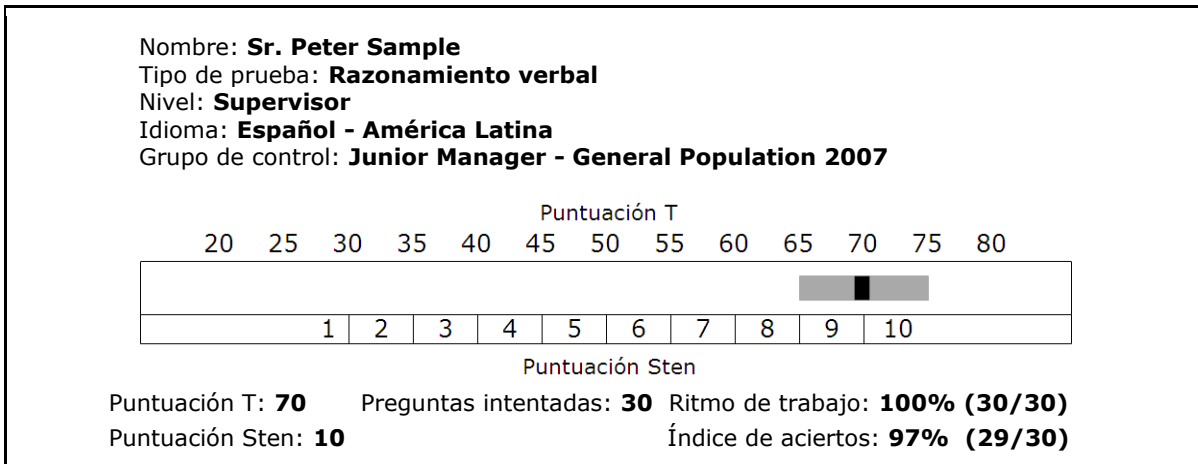 Nombre: Sr. Peter Sample
Tipo de prueba: Razonamiento verbal
Nivel: Supervisor
Idioma: Español - América Latina
Grupo de control: Junior Manager - General Population 2007
Puntuación T
20 25 30 35 40 45 50 55 60 65 70 75 80
1 2 3 4 5 6 7 8 9 10
Puntuación Sten
Puntuación T: 70 Preguntas intentadas: 30 Ritmo de trabajo: 100% (30/30)
Puntuación Sten: 10 Índice de aciertos: 97% (29/30)